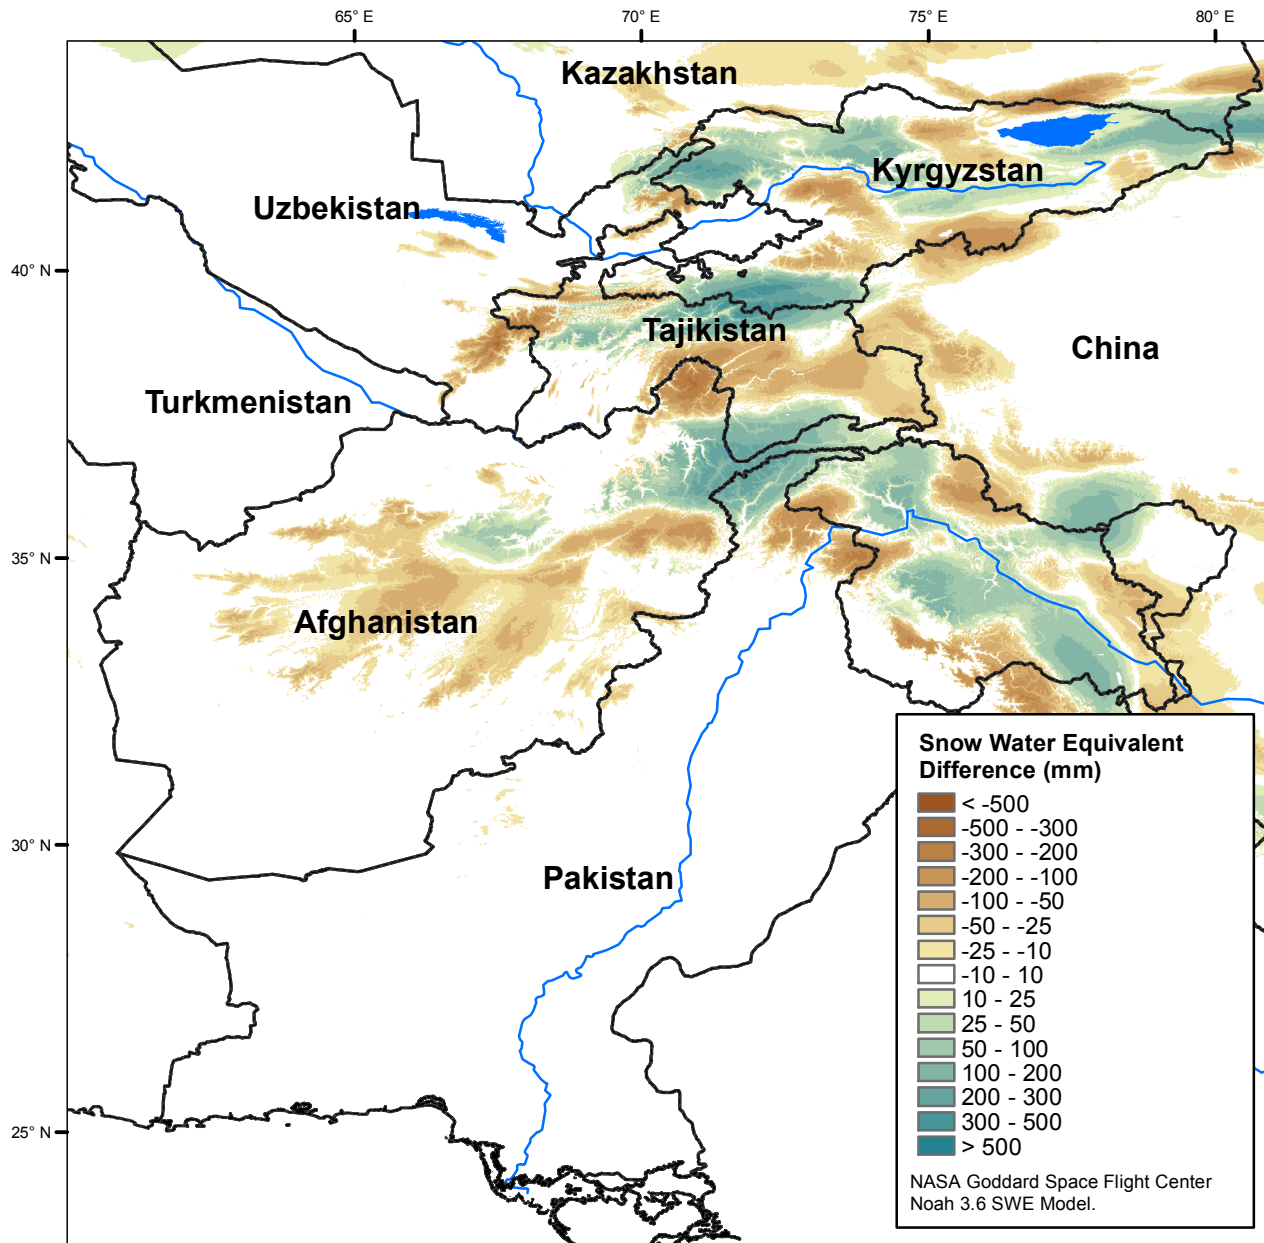 65° E
70° E
75° E
80° E
Kazakhstan
Kyrgyzstan
Uzbekistan
40° N
Tajikistan
China
Turkmenistan
35° N
Afghanistan
30° N
Pakistan
25° N
Snow Water Equivalent
Difference (mm)
< -500
-500 - -300
-300 - -200
-200 - -100
-100 - -50
-50 - -25
-25 - -10
-10 - 10
10 - 25
25 - 50
50 - 100
100 - 200
200 - 300
300 - 500
> 500
NASA Goddard Space Flight Center
Noah 3.6 SWE Model.